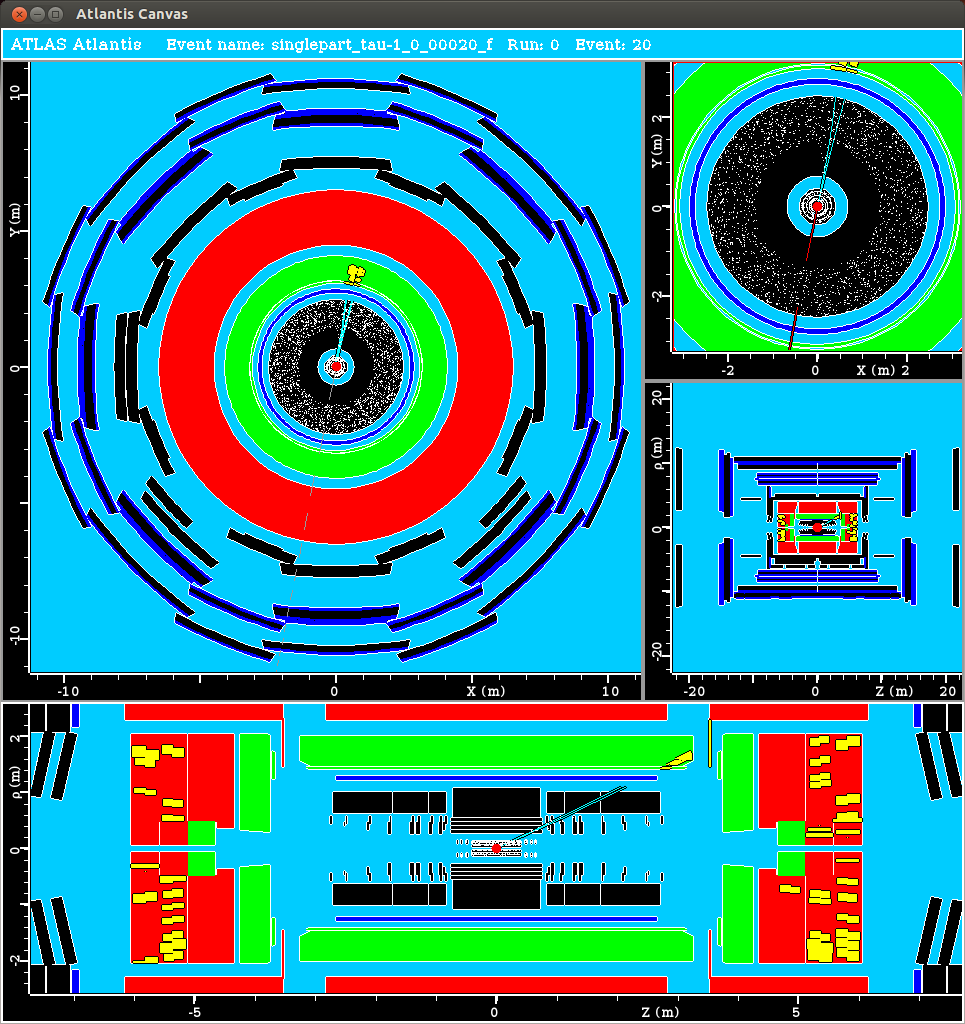 Atlantis Canvas
ATLAS Atlantis Event name: singlepart_tau-1_0_00020_f Run: 0 Event: 20
10
Y (m)
0
-10
-10 0 X (m) 10
2
Y (m)
0
-2
-2 0 X (m) 2
20
ρ (m)
0
-20
-20 0 Z (m) 20
2
ρ (m)
0
-2
-5 0 Z (m) 5